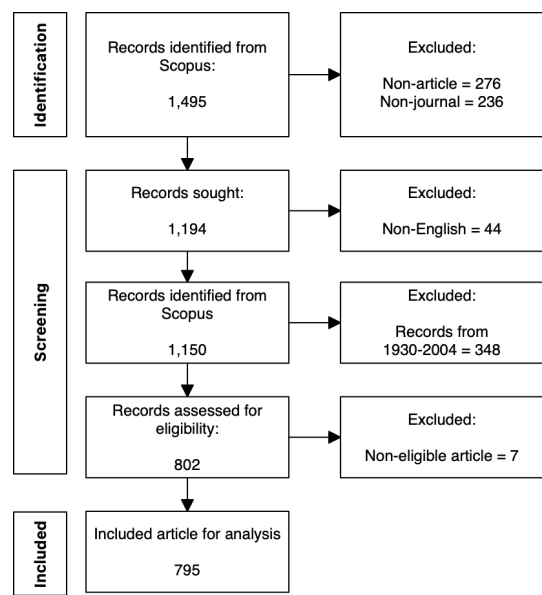 Identification
Records identified from
Scopus:
1,495
Excluded:
Non-article = 276
Non-journal = 236
Screening
Records sought:
1,194
Excluded:
Non-English = 44
Records identified from
Scopus
1,150
Excluded:
Records from
1930-2004 = 348
Records assessed for
eligibility:
802
Excluded:
Non-eligible article = 7
Included
Included article for analysis
795